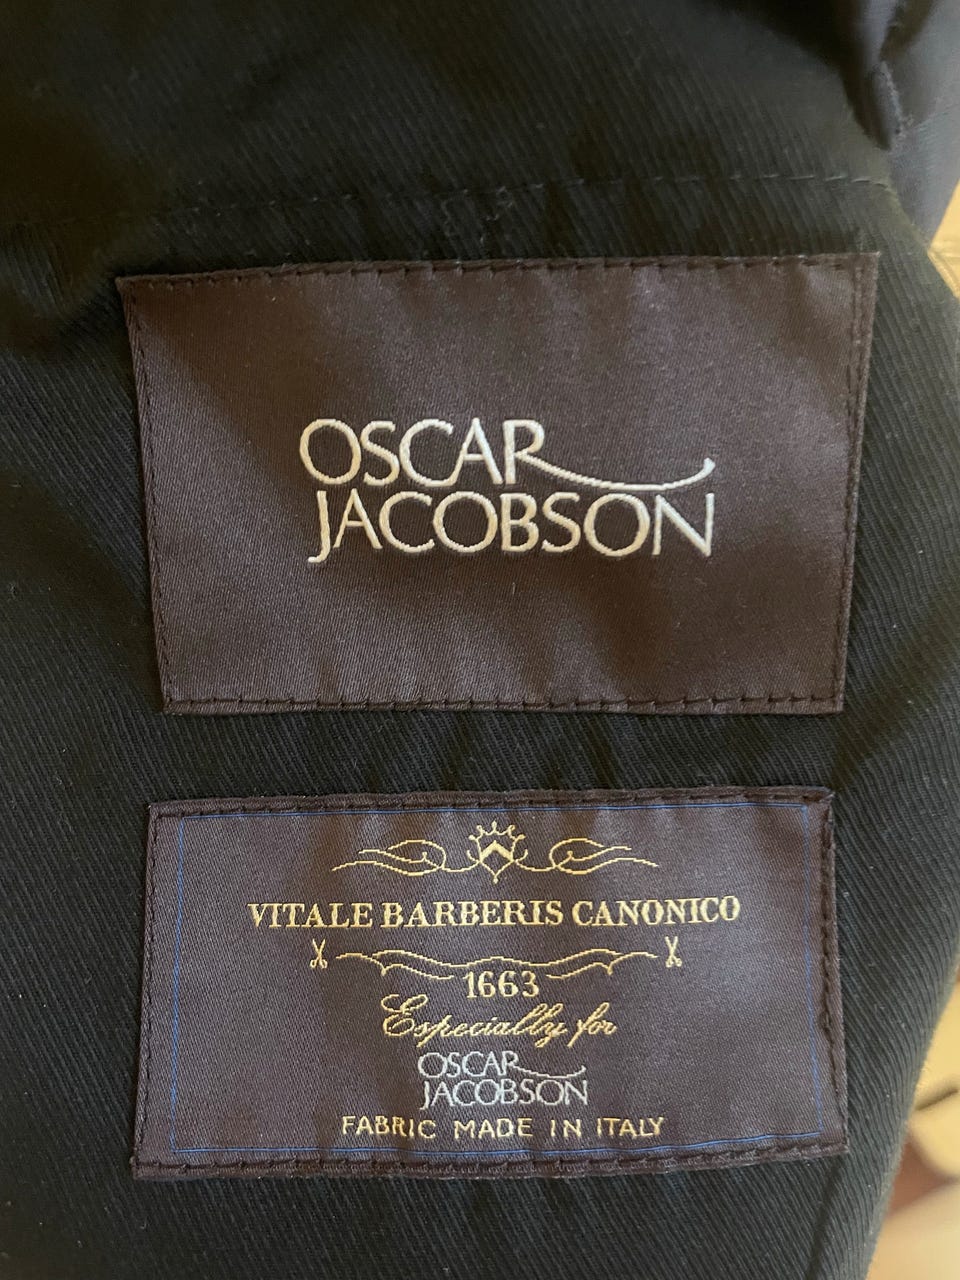 OSCAR
JACOBSON
VITALE BARBERIS CANONICO
1663
Especially for
OSCAR
JACOBSON
FABRIC MADE IN ITALY